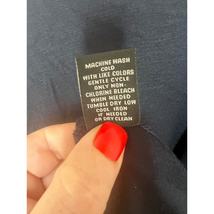 MACHINE WASH
COLD
WITH LIKE COLORS
GENTLE CYCLE
ONLY NON-
CHLORINE BLEACH
WHEN NEEDED
TUMBLE DRY LOW
COOL IRON
IF NEEDED
OR DRY CLEAN